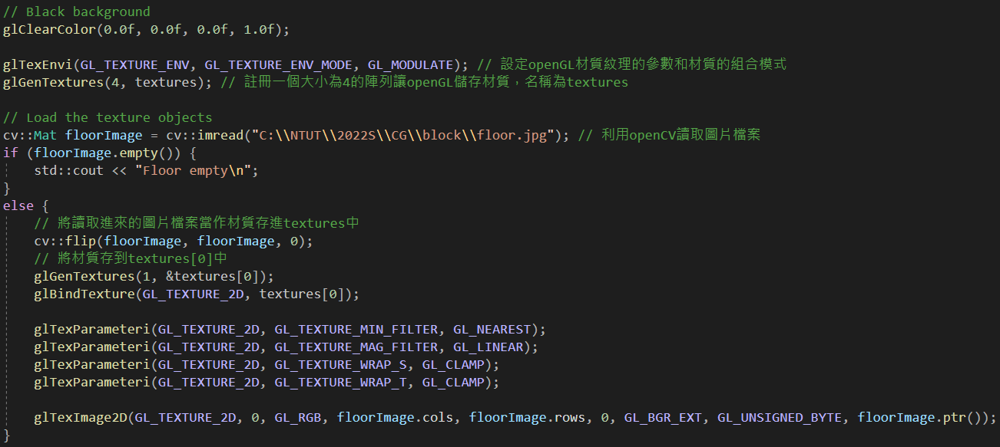 // Black background
glClearColor(0.0f, 0.0f, 0.0f, 1.0f);
glTexEnvi(GL_TEXTURE_ENV, GL_TEXTURE_ENV_MODE, GL_MODULATE); // 設定openGL材質紋理的參數和材質的組合模式
glGenTextures(4, textures); // 註冊一個大小為4的陣列讓openGL儲存材質，名稱為textures
// Load the texture objects
cv::Mat floorImage = cv::imread("C:\\NTUT\\2022S\\CG\\block\\floor.jpg"); // 利用openCV讀取圖片檔案
if (floorImage.empty()) {
    std::cout << "Floor empty\n";
}
else {
    // 將讀取進來的圖片檔案當作材質存進textures中
    cv::flip(floorImage, floorImage, 0);
    // 將材質存到textures[0]中
    glGenTextures(1, &textures[0]);
    glBindTexture(GL_TEXTURE_2D, textures[0]);
    glTexParameteri(GL_TEXTURE_2D, GL_TEXTURE_MIN_FILTER, GL_NEAREST);
    glTexParameteri(GL_TEXTURE_2D, GL_TEXTURE_MAG_FILTER, GL_LINEAR);
    glTexParameteri(GL_TEXTURE_2D, GL_TEXTURE_WRAP_S, GL_CLAMP);
    glTexParameteri(GL_TEXTURE_2D, GL_TEXTURE_WRAP_T, GL_CLAMP);
    glTexImage2D(GL_TEXTURE_2D, 0, GL_RGB, floorImage.cols, floorImage.rows, 0, GL_BGR_EXT, GL_UNSIGNED_BYTE, floorImage.ptr());
}